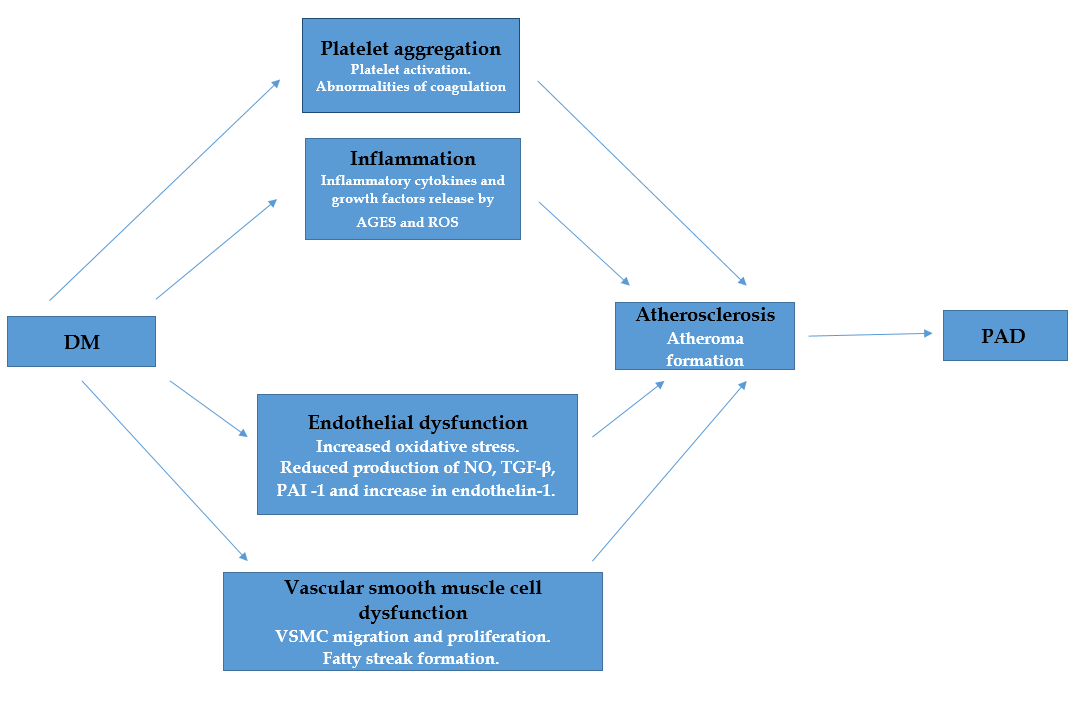 Platelet aggregation
Platelet activation.
Abnormalities of coagulation
Inflammation
Inflammatory cytokines and
growth factors release by
AGES and ROS
DM
Atherosclerosis
Atheroma
formation
PAD
Endothelial dysfunction
Increased oxidative stress.
Reduced production of NO, TGF-β,
PAI -1 and increase in endothelin-1.
Vascular smooth muscle cell
dysfunction
VSMC migration and proliferation.
Fatty streak formation.